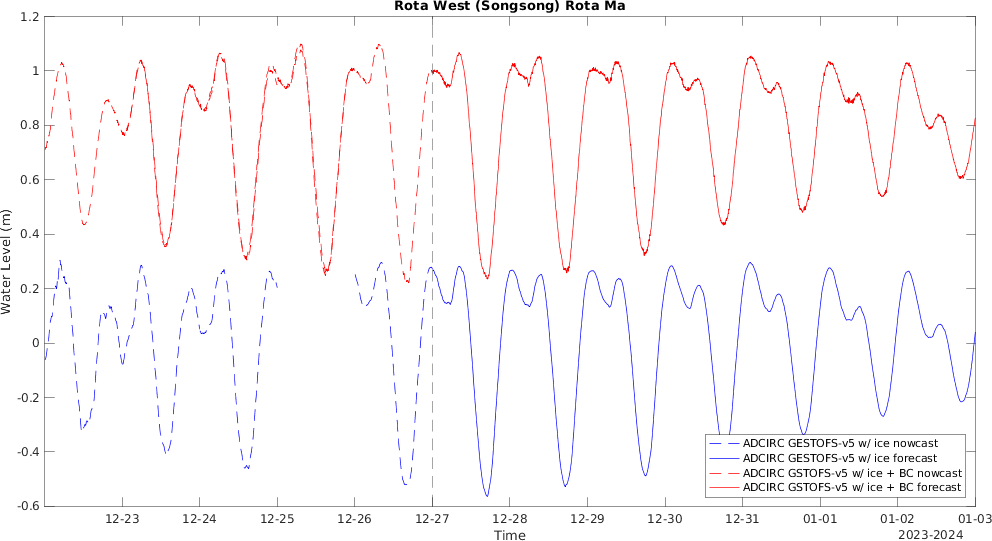 Rota West (Songsong) Rota Ma
1.2
1
0.8
0.6
0.4
0.2
0
-0.2
-0.4
-0.6
Water Level (m)
ADCIRC GESTOFS-v5 w/ ice nowcast
ADCIRC GESTOFS-v5 w/ ice forecast
ADCIRC GSTOFS-v5 w/ ice + BC nowcast
ADCIRC GSTOFS-v5 w/ ice + BC forecast
12-23 12-24 12-25 12-26 12-27 12-28 12-29 12-30 12-31 01-01 01-02 01-03
Time
2023-2024